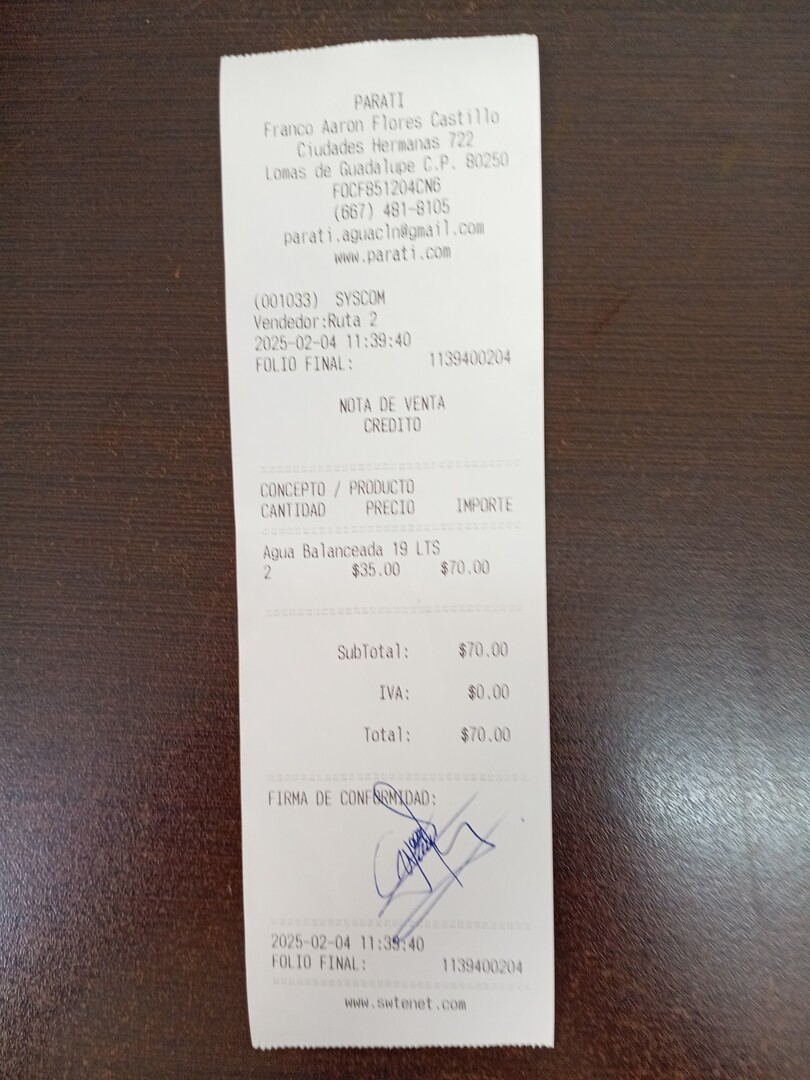 PARATI
Franco Aaron Flores Castillo
Ciudades Hermanas 722
Lomas de Guadalupe C.P. 80250
FOCF851204CN6
(667) 481-8105
parati.aguacln@gmail.com
www.parati.com
(001033) SYSCOM
Vendedor:Ruta 2
2025-02-04 11:39:40
FOLIO FINAL: 1139400204
NOTA DE VENTA
CREDITO
CONCEPTO / PRODUCTO
CANTIDAD PRECIO IMPORTE
Agua Balanceada 19 LTS
2 $35.00 $70.00
SubTotal: $70.00
IVA: $0.00
Total: $70.00
FIRMA DE CONFORMIDAD:
2025-02-04 11:39:40
FOLIO FINAL: 1139400204
www.swtenet.com